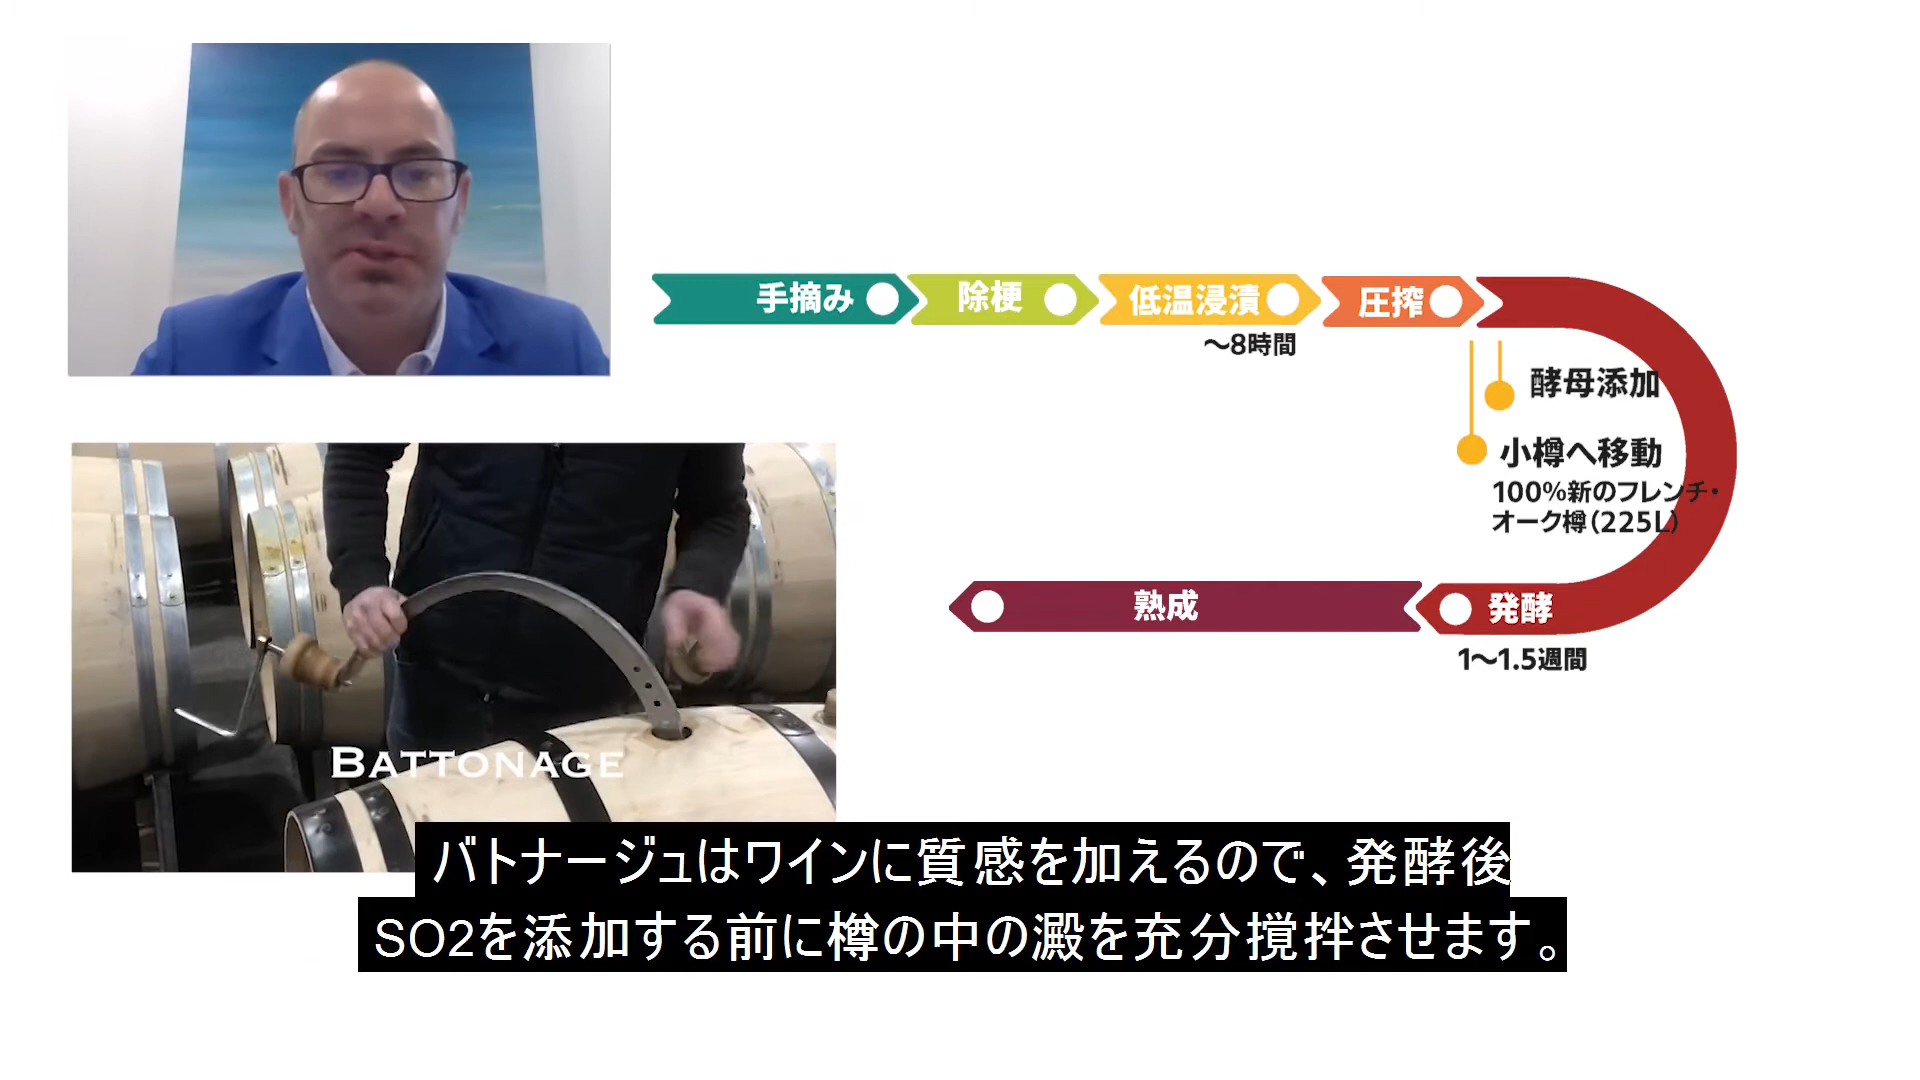 手摘み
除梗
低温浸漬
圧搾
～8時間
酵母添加
小樽へ移動
100%新のフレンチ・
オーク樽(225L)
熟成
発酵
1～1.5週間
BATTONAGE
バトナージュはワインに質感を加えるので、発酵後
SO2を添加する前に樽の中の澱を充分撹拌させます。